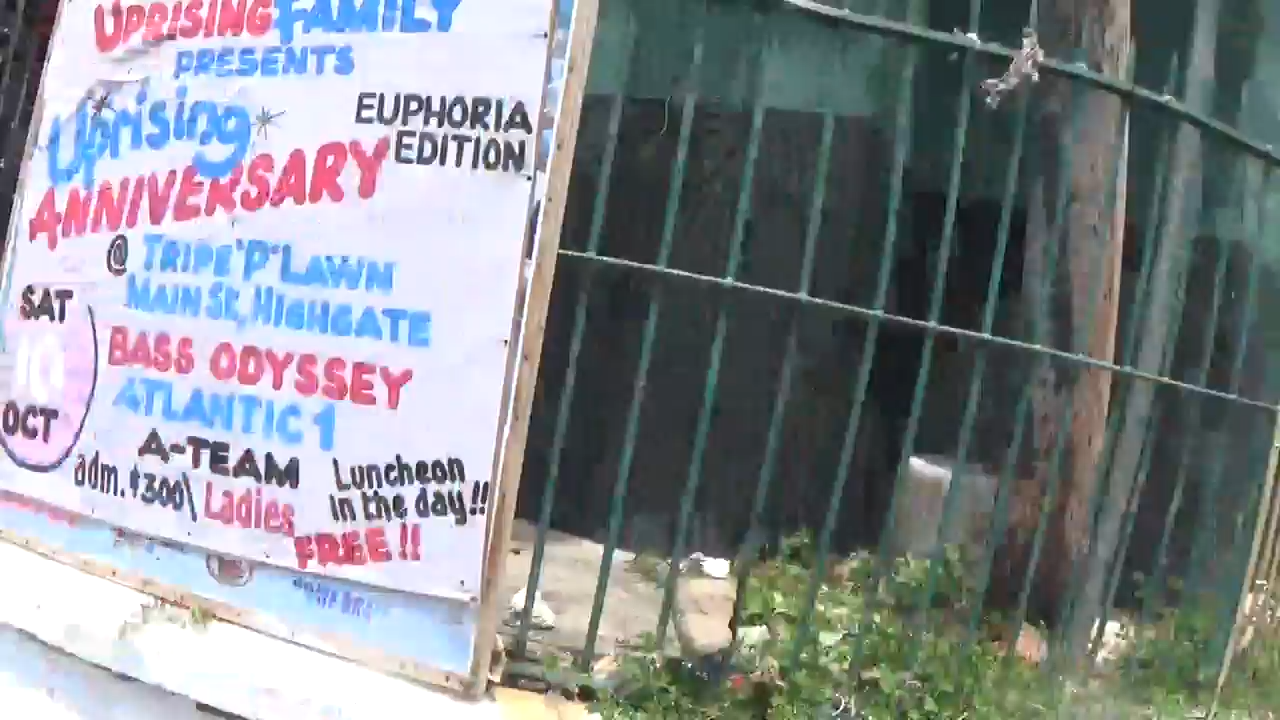 UPRISING FAMILY
PRESENTS
Uprising
EUPHORIA
EDITION
ANNIVERSARY
@ TRIPE 'P' LAWN
MAIN St, HIGHGATE
SAT
10
OCT
BASS ODYSSEY
ATLANTIC 1
A-TEAM
adm. $300\ Ladies
FREE !!
Luncheon
in the day!!